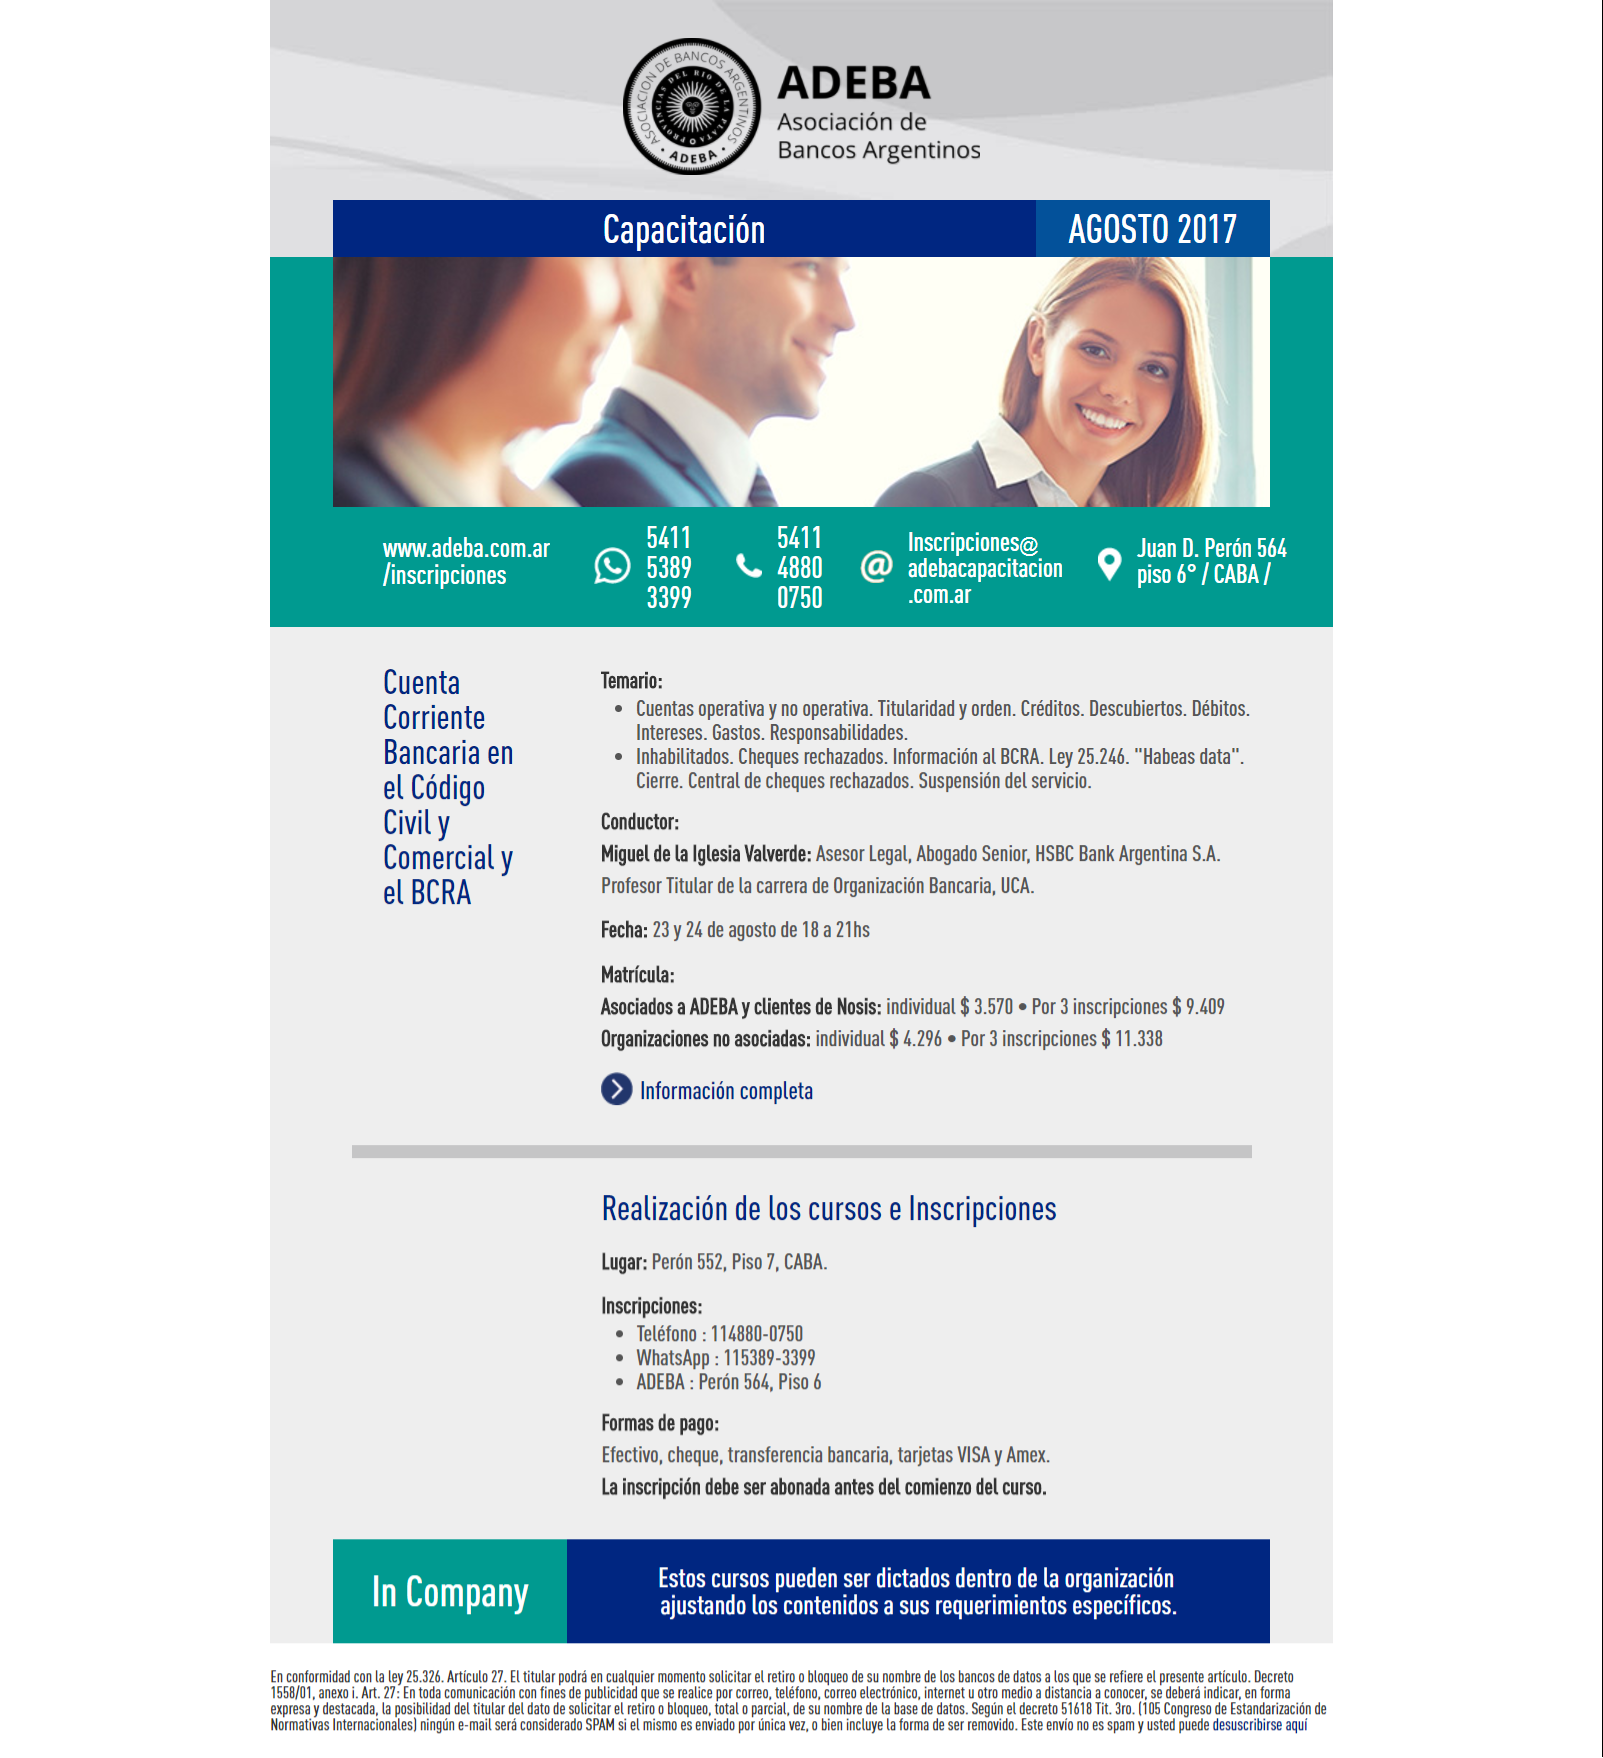 ASOCIACION DE BANCOS ARGENTINOS
PROVINCIAS DEL RIO DE LA PLATA
• ADEBA •
ADEBA
Asociación de
Bancos Argentinos
Capacitación
AGOSTO 2017
www.adeba.com.ar
/inscripciones
5411
5389
3399
5411
4880
0750
Inscripciones@
adebacapacitacion
.com.ar
Juan D. Perón 564
piso 6° / CABA /
Cuenta
Corriente
Bancaria en
el Código
Civil y
Comercial y
el BCRA
Temario:
• Cuentas operativa y no operativa. Titularidad y orden. Créditos. Descubiertos. Débitos.
Intereses. Gastos. Responsabilidades.
• Inhabilitados. Cheques rechazados. Información al BCRA. Ley 25.246. "Habeas data".
Cierre. Central de cheques rechazados. Suspensión del servicio.
Conductor:
Miguel de la Iglesia Valverde: Asesor Legal, Abogado Senior, HSBC Bank Argentina S.A.
Profesor Titular de la carrera de Organización Bancaria, UCA.
Fecha: 23 y 24 de agosto de 18 a 21hs
Matrícula:
Asociados a ADEBA y clientes de Nosis: individual $ 3.570 • Por 3 inscripciones $ 9.409
Organizaciones no asociadas: individual $ 4.296 • Por 3 inscripciones $ 11.338
Información completa
Realización de los cursos e Inscripciones
Lugar: Perón 552, Piso 7, CABA.
Inscripciones:
• Teléfono : 114880-0750
• WhatsApp : 115389-3399
• ADEBA : Perón 564, Piso 6
Formas de pago:
Efectivo, cheque, transferencia bancaria, tarjetas VISA y Amex.
La inscripción debe ser abonada antes del comienzo del curso.
In Company
Estos cursos pueden ser dictados dentro de la organización
ajustando los contenidos a sus requerimientos específicos.
En conformidad con la ley 25.326. Artículo 27. El titular podrá en cualquier momento solicitar el retiro o bloqueo de su nombre de los bancos de datos a los que se refiere el presente artículo. Decreto
1558/01, anexo i. Art. 27: En toda comunicación con fines de publicidad que se realice por correo, teléfono, correo electrónico, internet u otro medio a distancia a conocer, se deberá indicar, en forma
expresa y destacada, la posibilidad del titular del dato de solicitar el retiro o bloqueo, total o parcial, de su nombre de la base de datos. Según el decreto 51618 Tit. 3ro. (105 Congreso de Estandarización de
Normativas Internacionales) ningún e-mail será considerado SPAM si el mismo es enviado por única vez, o bien incluye la forma de ser removido. Este envío no es spam y usted puede desuscribirse aquí